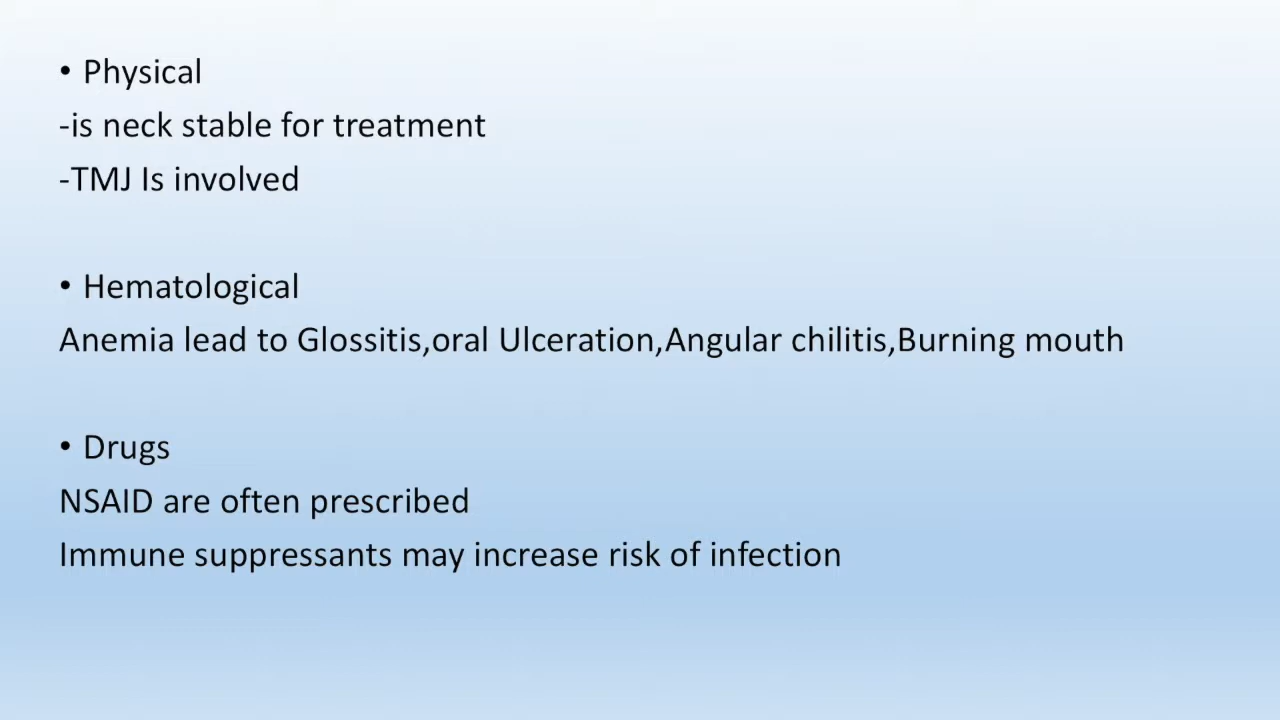 • Physical
-is neck stable for treatment
-TMJ Is involved
• Hematological
Anemia lead to Glossitis,oral Ulceration,Angular chilitis,Burning mouth
• Drugs
NSAID are often prescribed
Immune suppressants may increase risk of infection